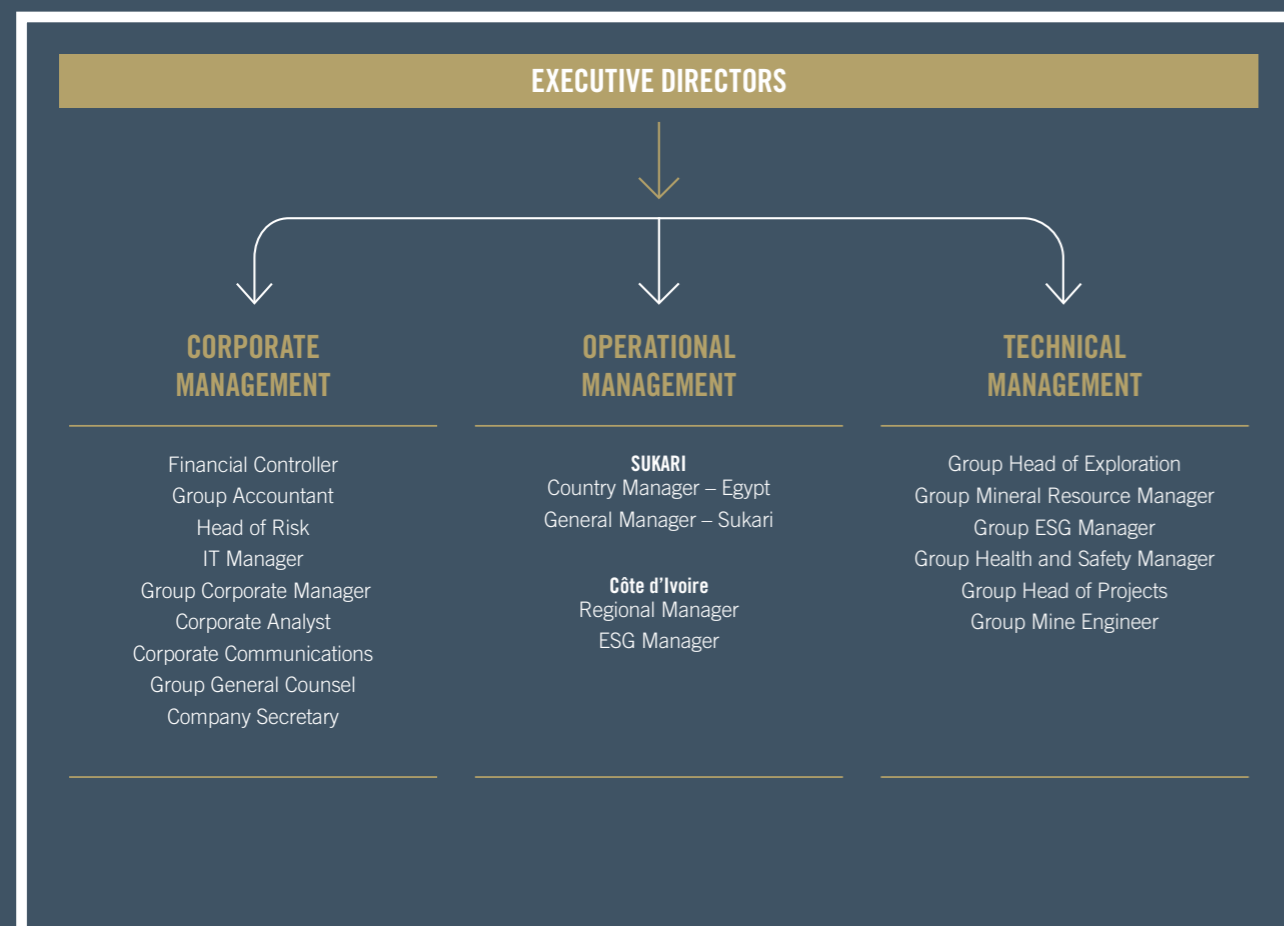 EXECUTIVE DIRECTORS
CORPORATE
MANAGEMENT
Financial Controller
Group Accountant
Head of Risk
IT Manager
Group Corporate Manager
Corporate Analyst
Corporate Communications
Group General Counsel
Company Secretary
OPERATIONAL
MANAGEMENT
SUKARI
Country Manager – Egypt
General Manager – Sukari
Côte d'Ivoire
Regional Manager
ESG Manager
TECHNICAL
MANAGEMENT
Group Head of Exploration
Group Mineral Resource Manager
Group ESG Manager
Group Health and Safety Manager
Group Head of Projects
Group Mine Engineer